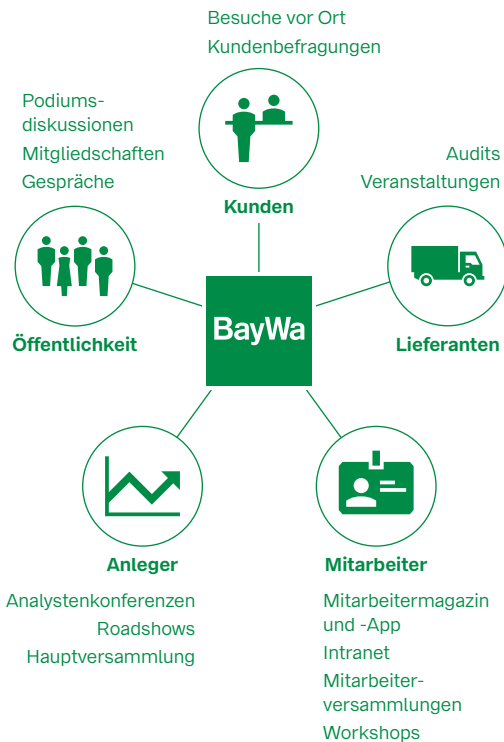 Besuche vor Ort
Kundenbefragungen
Kunden
Podiums-
diskussionen
Mitgliedschaften
Gespräche
Öffentlichkeit
Audits
Veranstaltungen
Lieferanten
BayWa
Anleger
Analystenkonferenzen
Roadshows
Hauptversammlung
Mitarbeiter
Mitarbeitermagazin
und -App
Intranet
Mitarbeiter-
versammlungen
Workshops